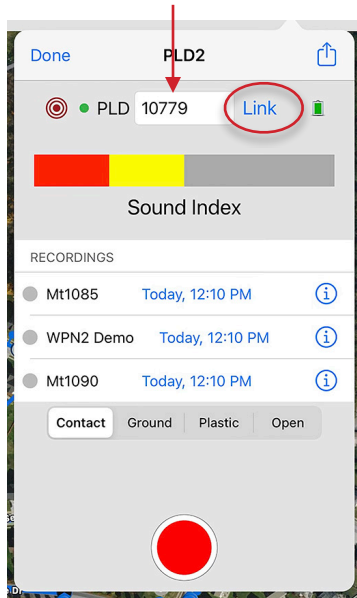 Done PLD2
PLD 10779 Link
Sound Index
RECORDINGS
Mt1085 Today, 12:10 PM
WPN2 Demo Today, 12:10 PM
Mt1090 Today, 12:10 PM
Contact Ground Plastic Open